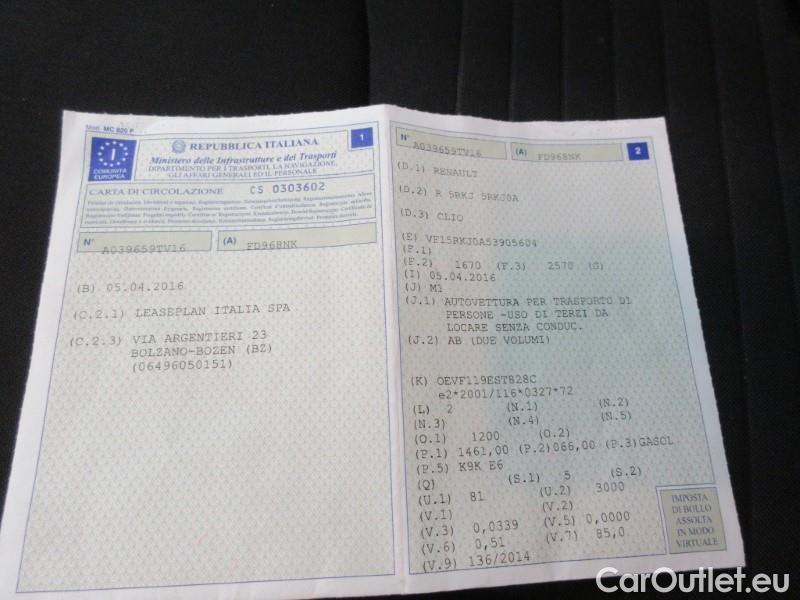 Mod. MC 820 F
1
I
COMUNITÀ
EUROPEA
REPUBBLICA ITALIANA
Ministero delle Infrastrutture e dei Trasporti
DIPARTIMENTO PER I TRASPORTI, LA NAVIGAZIONE,
GLI AFFARI GENERALI ED IL PERSONALE
CARTA DI CIRCOLAZIONE CS 0303602
N° A039659TV16 (A) FD968NK
(B) 05.04.2016
(C.2.1) LEASEPLAN ITALIA SPA
(C.2.3) VIA ARGENTIERI 23
BOLZANO-BOZEN (BZ)
(06496050151)
N° A039659TV16 (A) FD968NK 2
(D.1) RENAULT
(D.2) R 5RKJ 5RKJ0A
(D.3) CLIO
(E) VF15RKJ0A53905604
(F.1)
(F.2) 1670 (F.3) 2570 (G)
(I) 05.04.2016
(J) M1
(J.1) AUTOVETTURA PER TRASPORTO DI
PERSONE -USO DI TERZI DA
LOCARE SENZA CONDUC.
(J.2) AB (DUE VOLUMI)
(K) OEVF119EST828C
e2*2001/116*0327*72
(L) 2 (N.1) (N.2)
(N.3) (N.4) (N.5)
(O.1) 1200 (O.2)
(P.1) 1461,00 (P.2)066,00 (P.3)GASOL
(P.5) K9K E6
(Q) (S.1) 5 (S.2)
(U.1) 81 (U.2) 3000
(V.1) (V.2)
(V.3) 0,0339 (V.5) 0,0000
(V.6) 0,51 (V.7) 85,0
(V.9) 136/2014
IMPOSTA
DI BOLLO
ASSOLTA
IN MODO
VIRTUALE
CarOutlet.eu